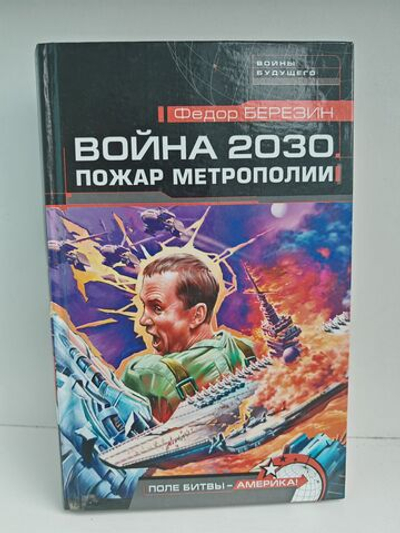 ВОЙНЫ
БУДУЩЕГО
Федор БЕРЕЗИН
ВОЙНА 2030
ПОЖАР МЕТРОПОЛИИ
ПОЛЕ БИТВЫ – АМЕРИКА!